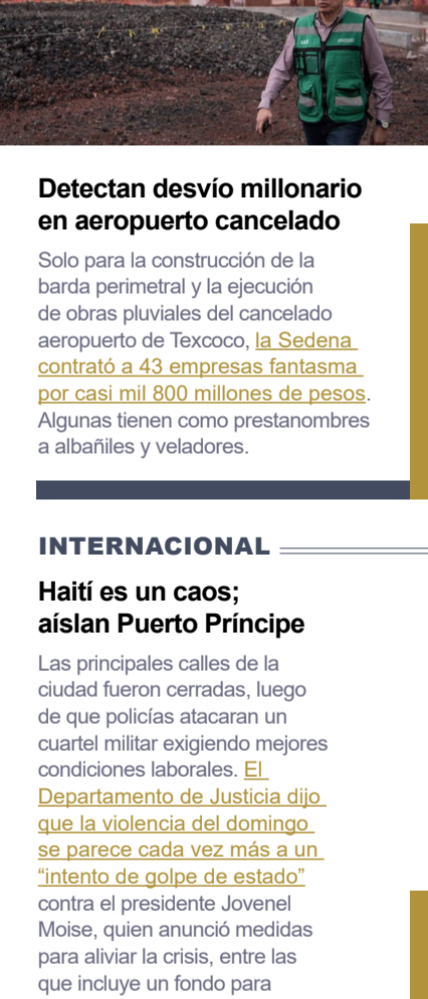 Detectan desvío millonario
en aeropuerto cancelado
Solo para la construcción de la
barda perimetral y la ejecución
de obras pluviales del cancelado
aeropuerto de Texcoco, la Sedena
contrató a 43 empresas fantasma
por casi mil 800 millones de pesos.
Algunas tienen como prestanombres
a albañiles y veladores.
INTERNACIONAL
Haití es un caos;
aíslan Puerto Príncipe
Las principales calles de la
ciudad fueron cerradas, luego
de que policías atacaran un
cuartel militar exigiendo mejores
condiciones laborales. El
Departamento de Justicia dijo
que la violencia del domingo
se parece cada vez más a un
“intento de golpe de estado”
contra el presidente Jovenel
Moise, quien anunció medidas
para aliviar la crisis, entre las
que incluye un fondo para